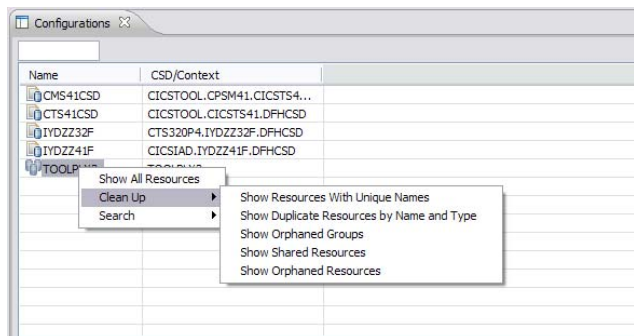 Configurations
Name CSD/Context
CMS41CSD CICSTOOL.CPSM41.CICSTS4...
CTS41CSD CICSTOOL.CICSTS41.DFHCSD
IYDZZ32F CTS320P4.IYDZZ32F.DFHCSD
IYDZZ41F CICSIAD.IYDZZ41F.DFHCSD
Show All Resources
Clean Up
Search
Show Resources With Unique Names
Show Duplicate Resources by Name and Type
Show Orphaned Groups
Show Shared Resources
Show Orphaned Resources